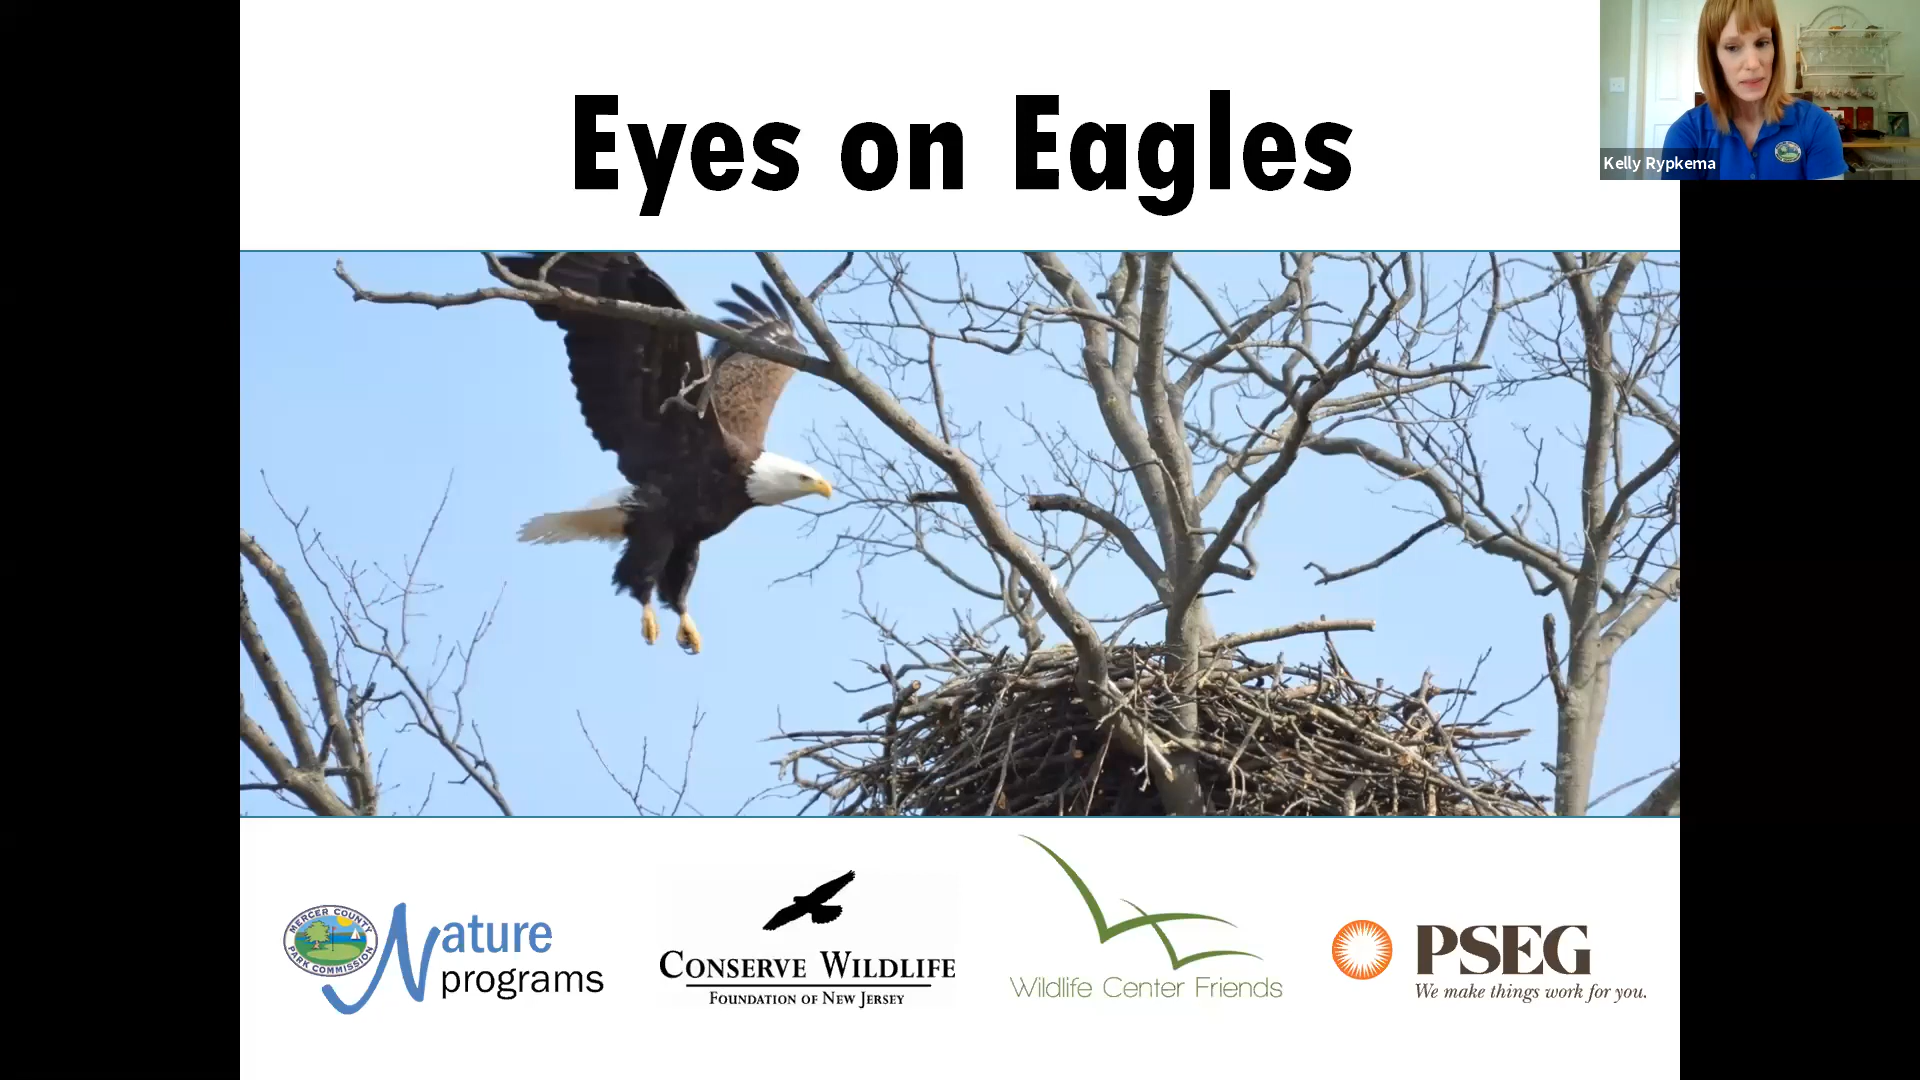 Eyes on Eagles
Kelly Rypkema
MERCER COUNTY
PARK COMMISSION
Nature
programs
CONSERVE WILDLIFE
FOUNDATION OF NEW JERSEY
Wildlife Center Friends
PSEG
We make things work for you.